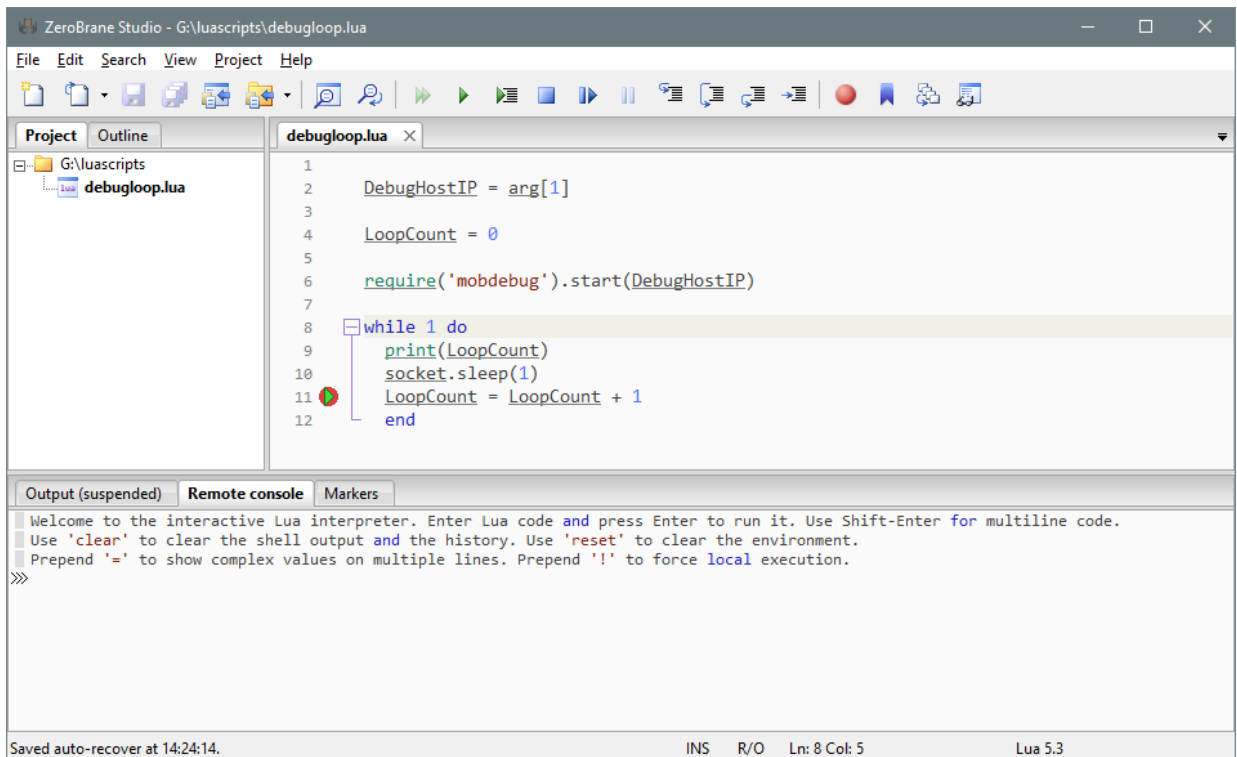 ZeroBrane Studio - G:\luascripts\debugloop.lua
File Edit Search View Project Help
Project Outline
G:\luascripts
lua debugloop.lua
debugloop.lua
1
2 DebugHostIP = arg[1]
3
4 LoopCount = 0
5
6 require('mobdebug').start(DebugHostIP)
7
8 while 1 do
9 print(LoopCount)
10 socket.sleep(1)
11 LoopCount = LoopCount + 1
12 end
Output (suspended) Remote console Markers
Welcome to the interactive Lua interpreter. Enter Lua code and press Enter to run it. Use Shift-Enter for multiline code.
Use 'clear' to clear the shell output and the history. Use 'reset' to clear the environment.
Prepend '=' to show complex values on multiple lines. Prepend '!' to force local execution.
Saved auto-recover at 14:24:14. INS R/O Ln: 8 Col: 5 Lua 5.3